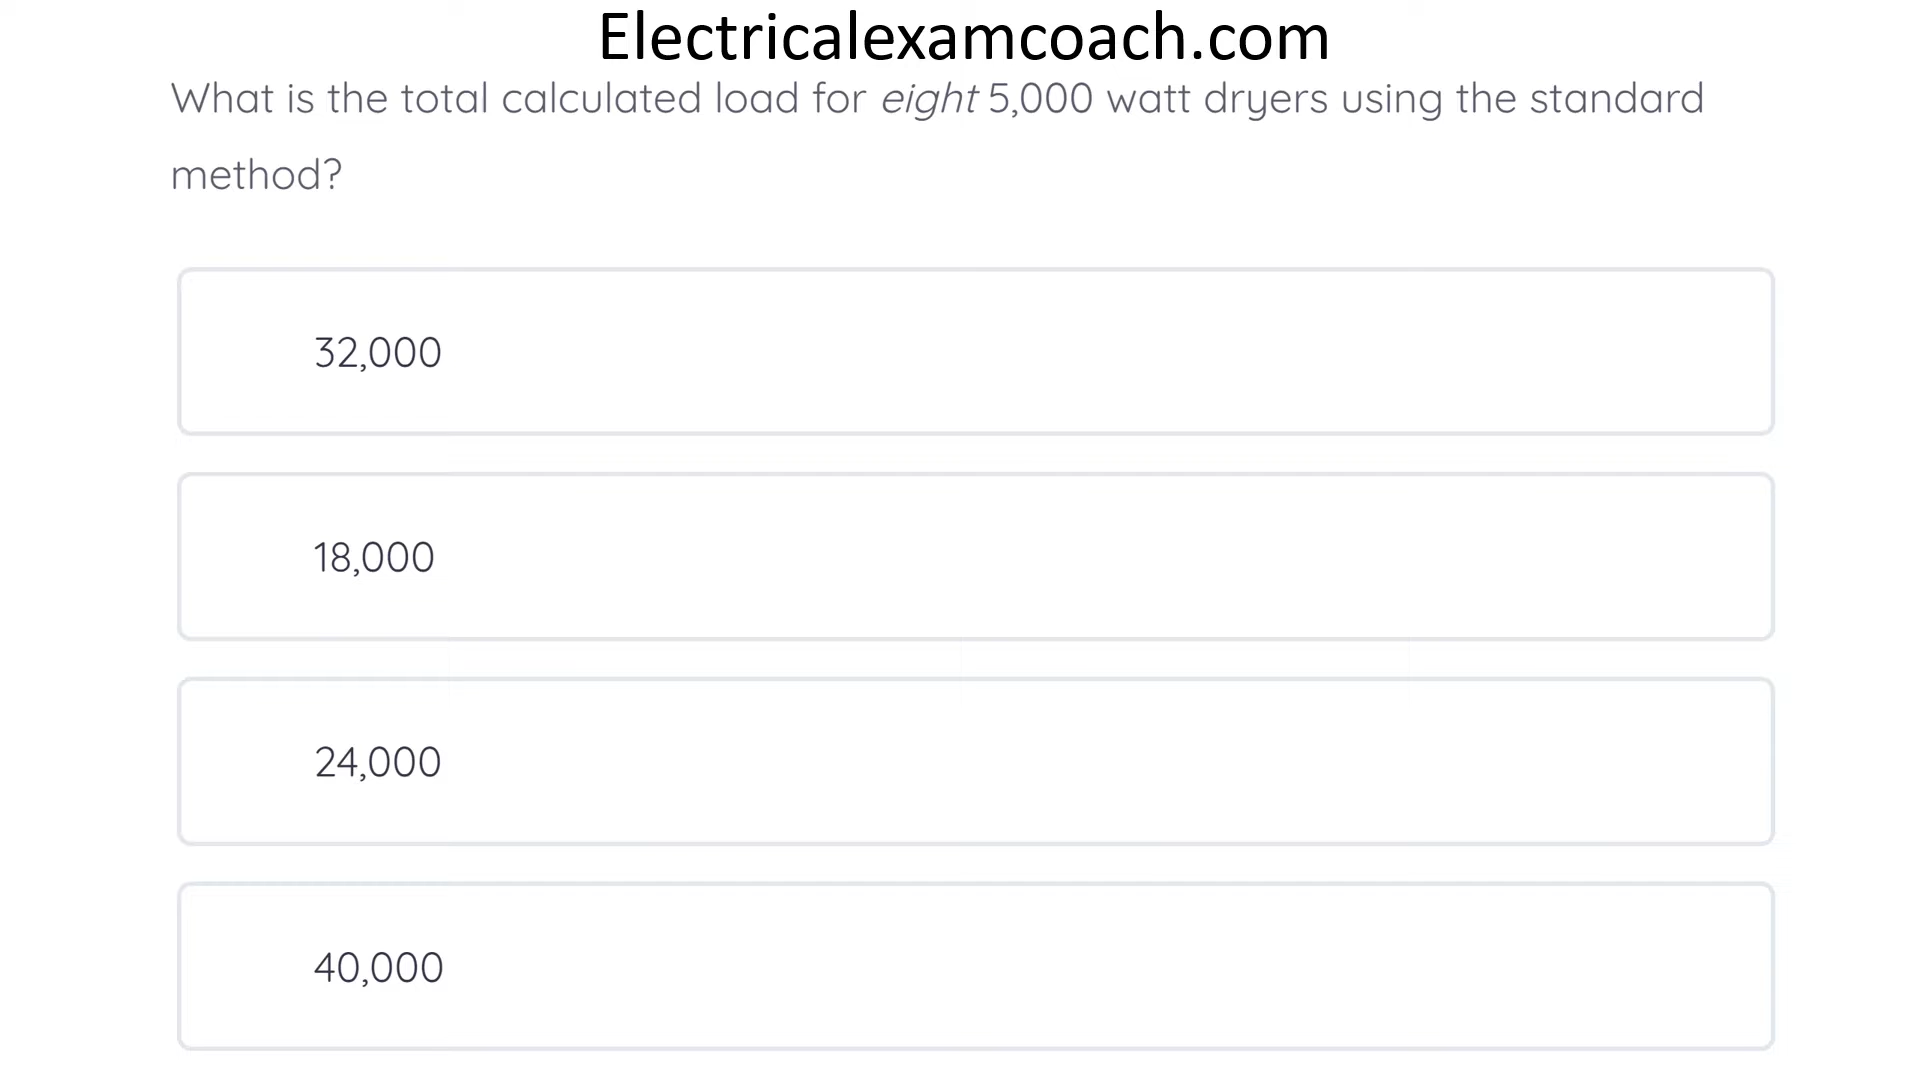 Electricalexamcoach.com
What is the total calculated load for eight 5,000 watt dryers using the standard
method?
32,000
18,000
24,000
40,000